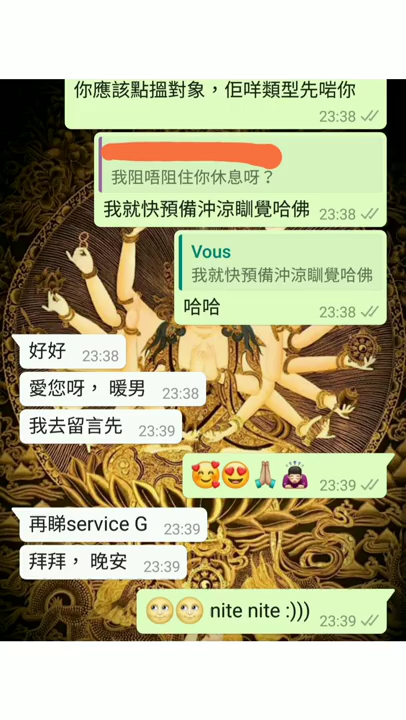 你應該點搵對象，佢咩類型先啱你
23:38
我阻唔阻住你休息呀？
我就快預備沖涼瞓覺哈佛
23:38
Vous
我就快預備沖涼瞓覺哈佛
哈哈
23:38
好好 23:38
愛您呀， 暖男 23:38
我去留言先 23:39
🥰😍🙏🏻🙇🏻‍♀️ 23:39
再睇service G 23:39
拜拜， 晚安 23:39
🌝🌝 nite nite :))) 23:39